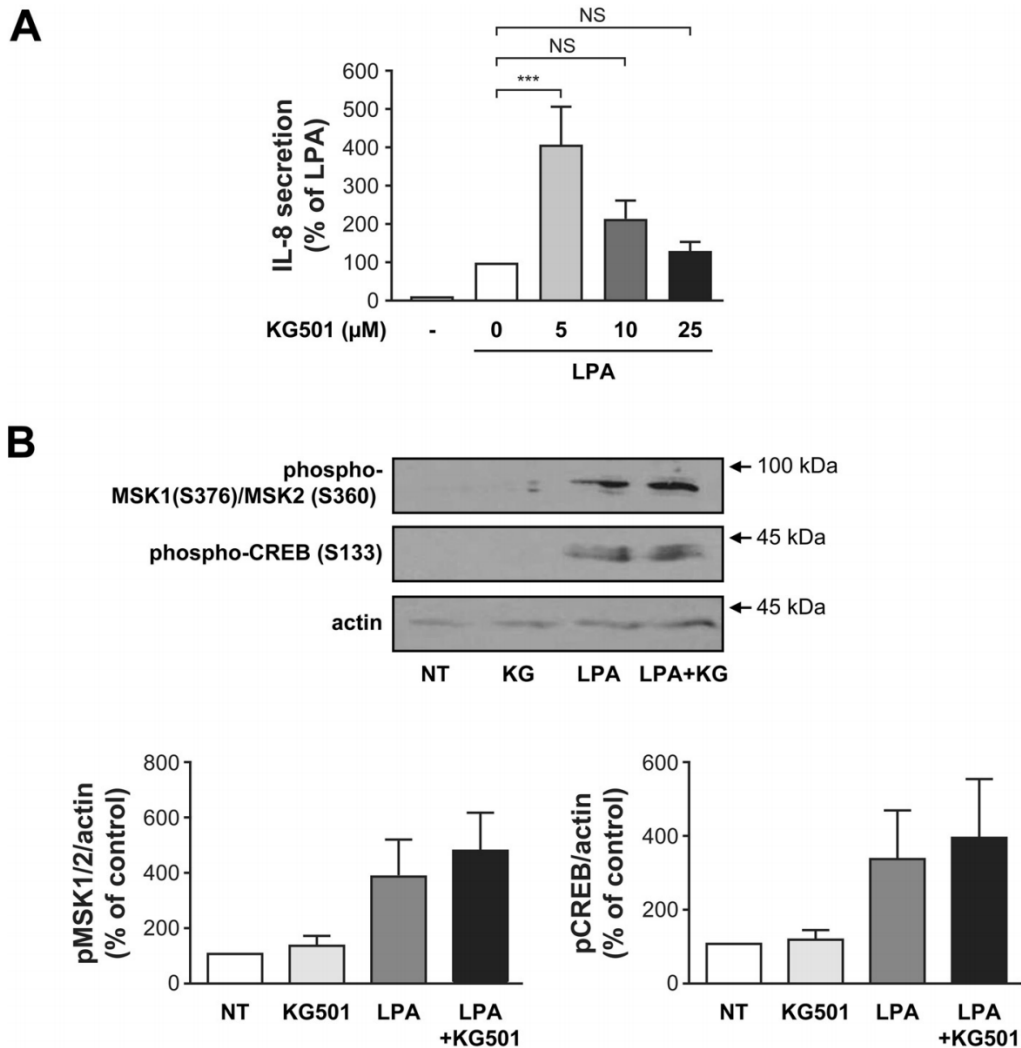 A
NS
NS
***
600
500
400
300
200
100
0
IL-8 secretion
(% of LPA)
KG501 (µM) - 0 5 10 25
LPA
B
phospho-
MSK1(S376)/MSK2 (S360)
100 kDa
phospho-CREB (S133)
45 kDa
actin
45 kDa
NT KG LPA LPA+KG
pMSK1/2/actin
(% of control)
800
600
400
200
0
NT KG501 LPA LPA
+KG501
pCREB/actin
(% of control)
600
400
200
0
NT KG501 LPA LPA
+KG501